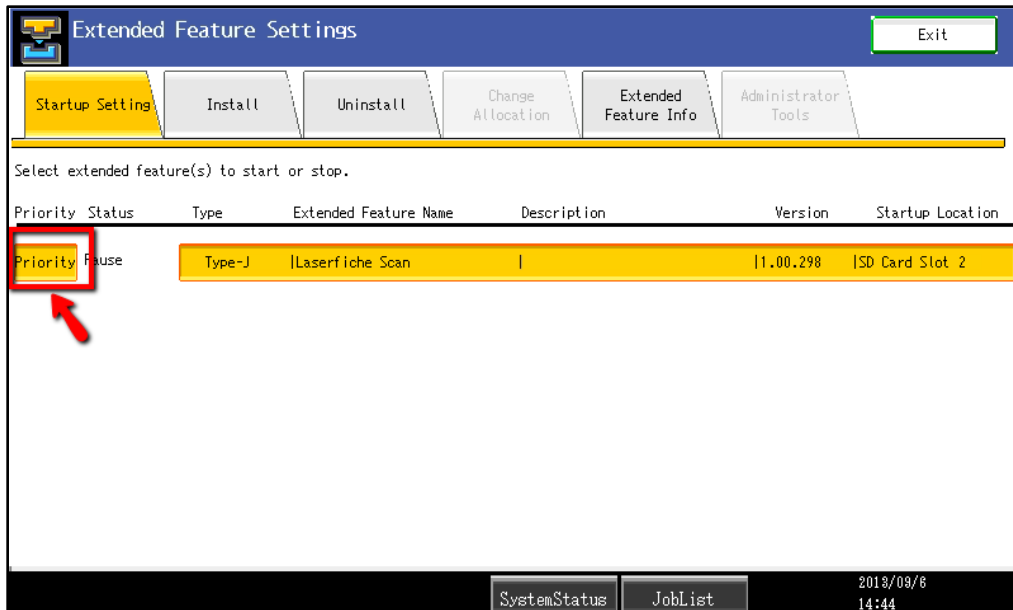 Extended Feature Settings
Exit
Startup Setting
Install
Uninstall
Change
Allocation
Extended
Feature Info
Administrator
Tools
Select extended feature(s) to start or stop.
Priority Status Type Extended Feature Name Description Version Startup Location
Priority Pause Type-J |Laserfiche Scan | |1.00.298 |SD Card Slot 2
SystemStatus JobList
2013/09/6
14:44